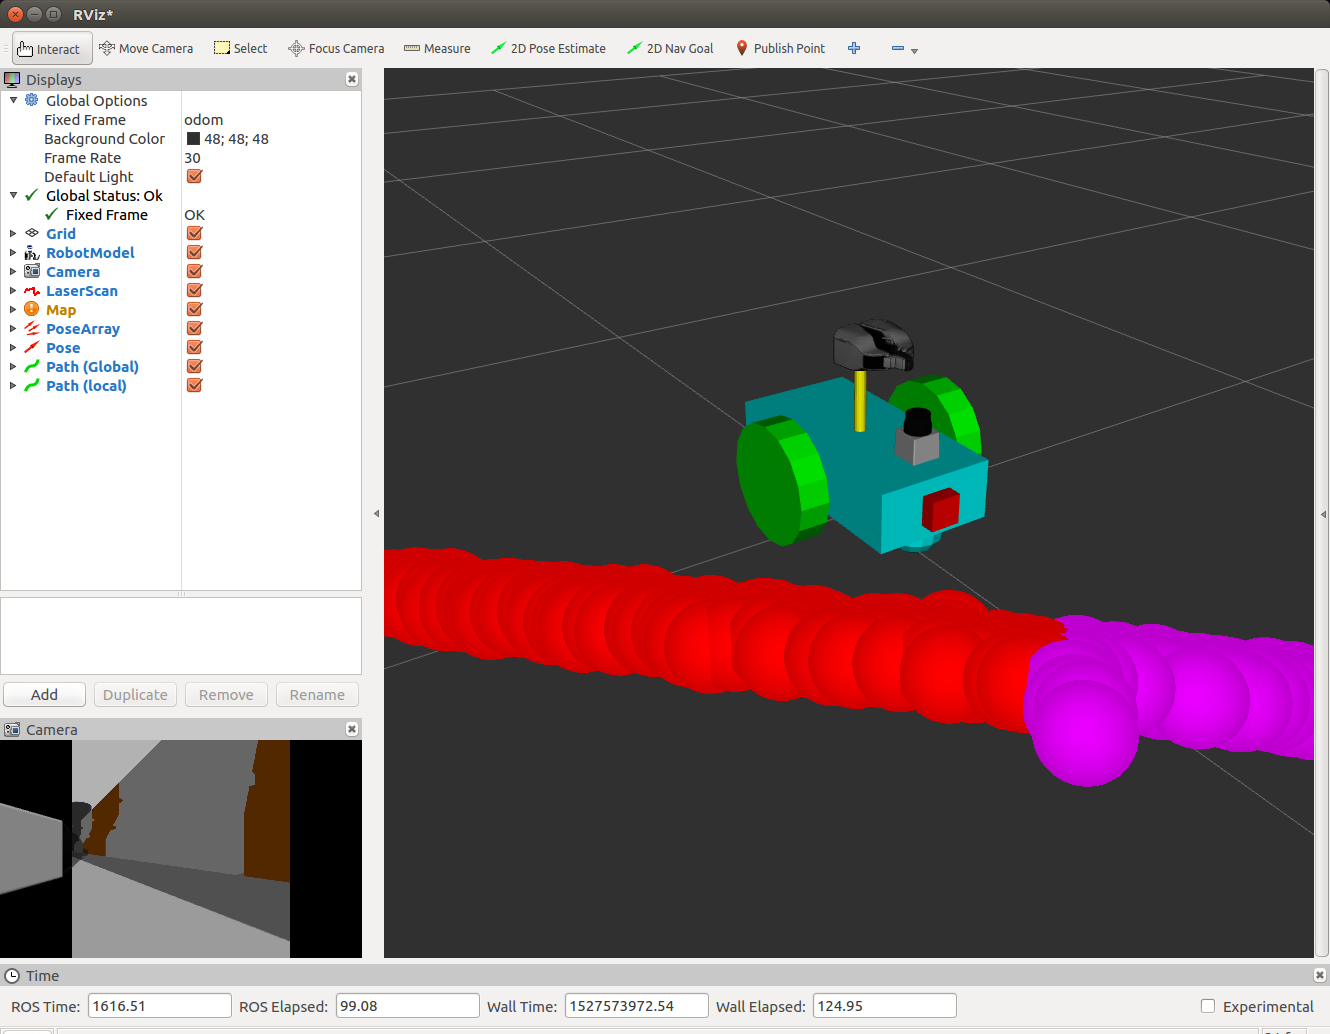 RViz*
Interact Move Camera Select Focus Camera Measure 2D Pose Estimate 2D Nav Goal Publish Point
Displays
Global Options
Fixed Frame odom
Background Color 48; 48; 48
Frame Rate 30
Default Light
Global Status: Ok
Fixed Frame OK
Grid
RobotModel
Camera
LaserScan
Map
PoseArray
Pose
Path (Global)
Path (local)
Add Duplicate Remove Rename
Camera
Time
ROS Time: 1616.51 ROS Elapsed: 99.08 Wall Time: 1527573972.54 Wall Elapsed: 124.95 Experimental